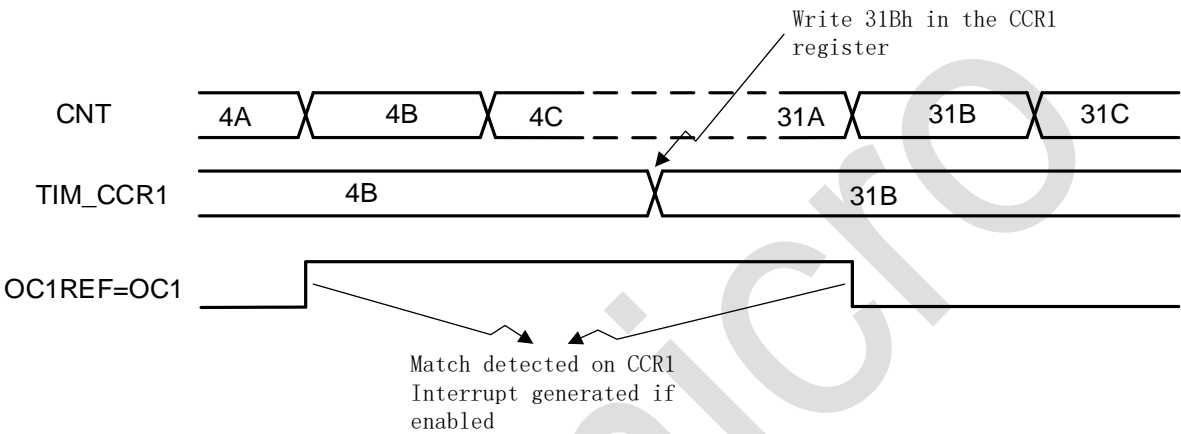 Write 31Bh in the CCR1
register
CNT 4A 4B 4C 31A 31B 31C
TIM_CCR1 4B 31B
OC1REF=OC1
Match detected on CCR1
Interrupt generated if
enabled